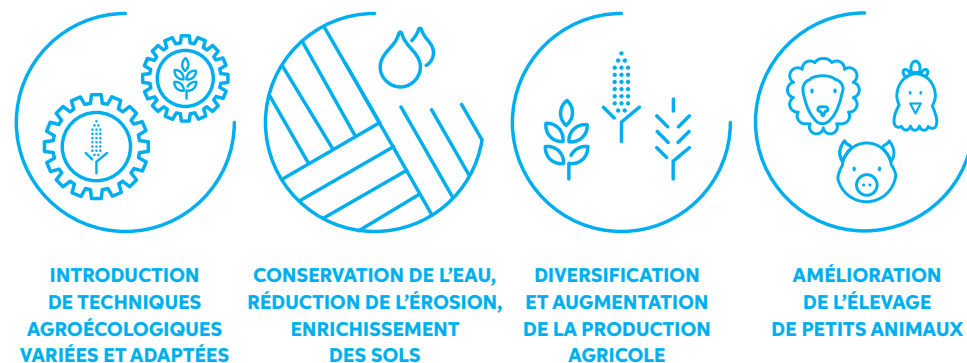 INTRODUCTION
DE TECHNIQUES
AGROÉCOLOGIQUES
VARIÉES ET ADAPTÉES
CONSERVATION DE L’EAU,
RÉDUCTION DE L’ÉROSION,
ENRICHISSEMENT
DES SOLS
DIVERSIFICATION
ET AUGMENTATION
DE LA PRODUCTION
AGRICOLE
AMÉLIORATION
DE L’ÉLEVAGE
DE PETITS ANIMAUX